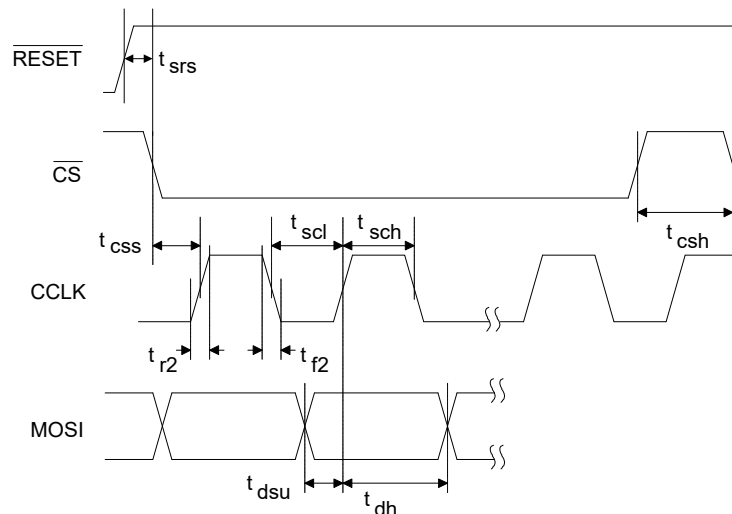 RESET
t srs
CS
t css
t scl
t sch
t csh
CCLK
t r2
t f2
MOSI
t dsu
t dh